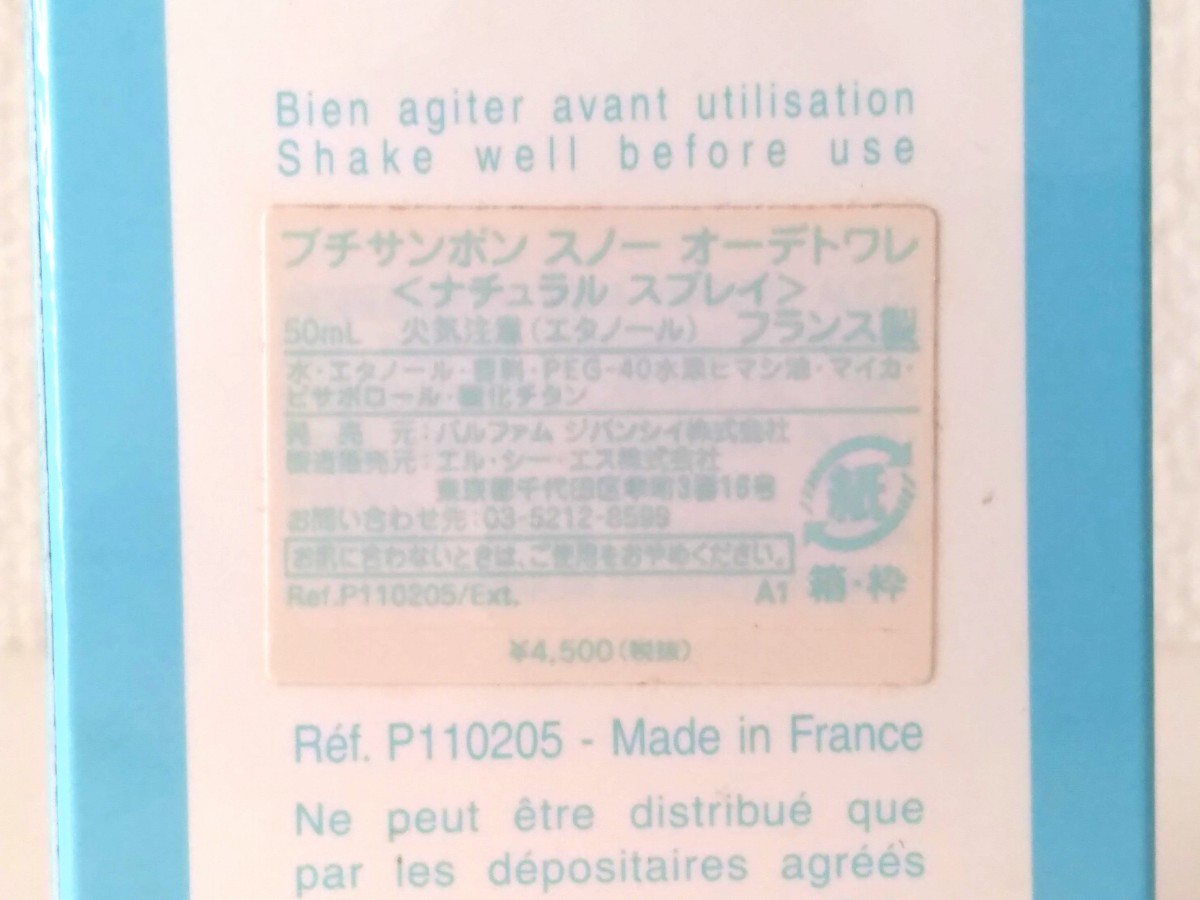 Bien agiter avant utilisation
Shake well before use
プチサンボン スノー オーデトワレ
<ナチュラル スプレイ>
50mL 火気注意(エタノール) フランス製
水・エタノール・香料・PEG-40水添ヒマシ油・マイカ・
ビサボロール・酸化チタン
発 売 元:パルファム ジバンシイ株式会社
製造販売元:エル・シー・エス株式会社
東京都千代田区 3番16号
お問い合わせ先:03-5212-8599
お肌に合わないときは、ご使用をおやめください。
紙
箱・枠
Ref.P110205/Ext. A1
¥4,500(税抜)
Réf. P110205 - Made in France
Ne peut être distribué que
par les dépositaires agréés